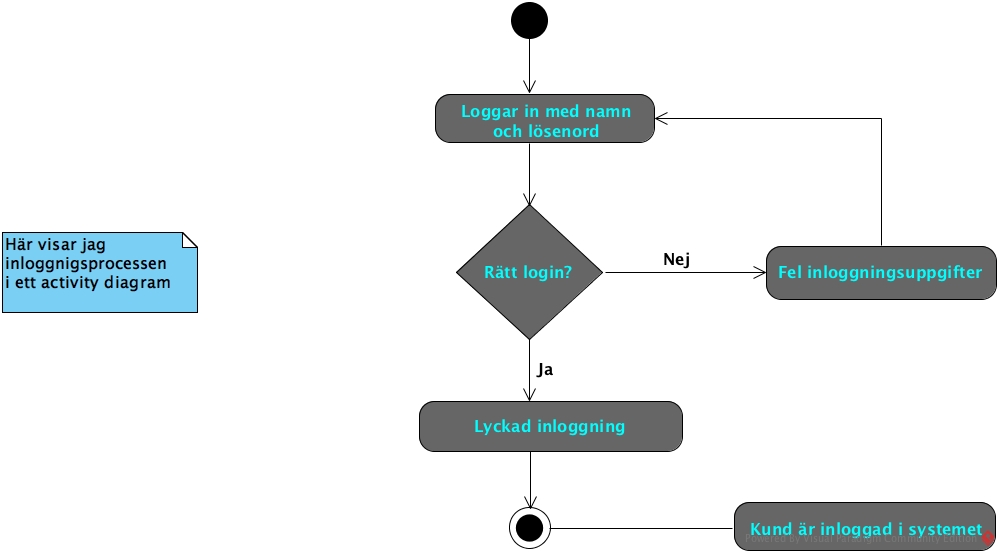 Loggar in med namn
och lösenord
Här visar jag
inloggnigsprocessen
i ett activity diagram
Rätt login?
Nej
Fel inloggningsuppgifter
Ja
Lyckad inloggning
Kund är inloggad i systemet
Powered By Visual Paradigm Community Edition